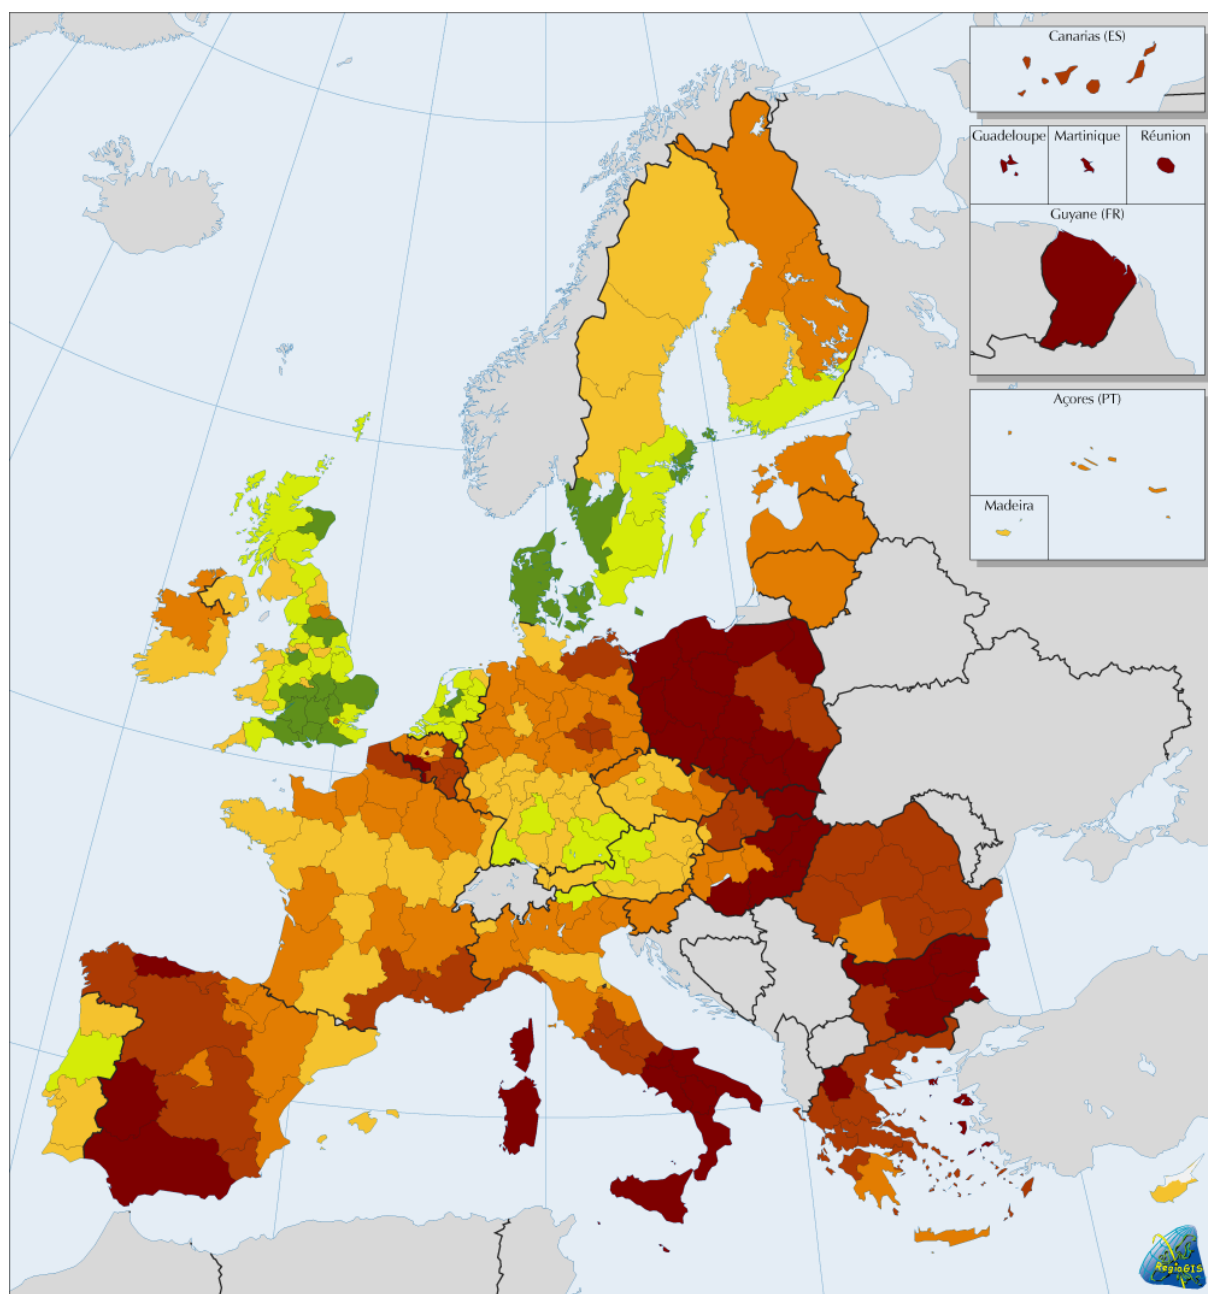 Canarias (ES)
Guadeloupe
Martinique
Réunion
Guyane (FR)
Açores (PT)
Madeira
RegioGIS